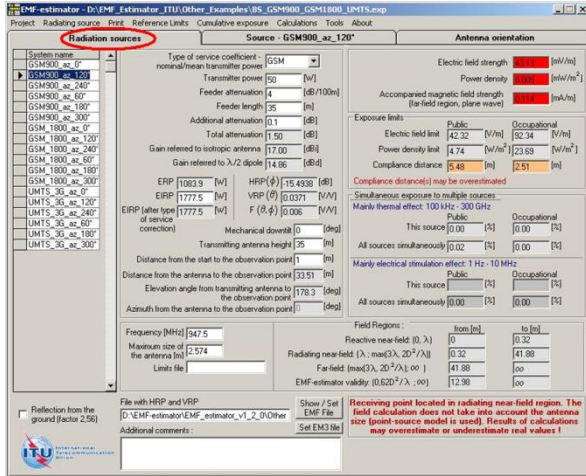 EMF-estimator - D:\EMF_Estimator_ITU\Other_Examples\BS_GSM900_GSM1800_UMTS.exp
Project Radiating source Print Reference Limits Cumulative exposure Calculations Tools About
Radiation sources
Source - GSM900_az_120°
Antenna orientation
System name
GSM900_az_0°
GSM900_az_120°
GSM900_az_240°
GSM900_az_60°
GSM900_az_180°
GSM900_az_300°
GSM_1800_az_0°
GSM_1800_az_120°
GSM_1800_az_240°
GSM_1800_az_60°
GSM_1800_az_180°
GSM_1800_az_300°
UMTS_3G_az_0°
UMTS_3G_az_120°
UMTS_3G_az_240°
UMTS_3G_az_60°
UMTS_3G_az_180°
UMTS_3G_az_300°
Type of service coefficient - nominal/mean transmitter power GSM
Transmitter power 50 [W]
Feeder attenuation 4 [dB/100m]
Feeder length 35 [m]
Additional attenuation 0.1 [dB]
Total attenuation 1.50 [dB]
Gain referred to isotropic antenna 17.00 [dBi]
Gain referred to λ/2 dipole 14.86 [dBd]
ERP 1083.9 [W] HRP(ϕ) -15.4938 [dB]
EIRP 1777.5 [W] VRP (θ) 0.0371 [V/V]
EIRP (after type of service correction) 1777.5 [W] F (θ,ϕ) 0.006 [V/V]
Mechanical downtilt 0 [deg]
Transmitting antenna height 35 [m]
Distance from the start to the observation point 1 [m]
Distance from the antenna to the observation point 33.51 [m]
Elevation angle from transmitting antenna to the observation point 178.3 [deg]
Azimuth from the antenna to the observation point 0 [deg]
Electric field strength [mV/m]
Power density [mW/m²]
Accompanied magnetic field strength (far-field region, plane wave) [mA/m]
Exposure limits
Public Occupational
Electric field limit 42.32 [V/m] 92.34 [V/m]
Power density limit 4.74 [W/m²] 23.69 [W/m²]
Compliance distance 5.48 [m] 2.51 [m]
Compliance distance(s) may be overestimated
Simultaneous exposure to multiple sources
Mainly thermal effect: 100 kHz - 300 GHz
Public Occupational
This source 0.00 [%] 0.00 [%]
All sources simultaneously 0.02 [%] 0.00 [%]
Mainly electrical stimulation effect: 1 Hz - 10 MHz
Public Occupational
This source [%] [%]
All sources simultaneously 0.00 [%] 0.00 [%]
Frequency [MHz] 947.5
Maximum size of the antenna [m] 2.574
Limits file
Field Regions : from [m] to [m]
Reactive near-field: (0, λ) 0 0.32
Radiating near-field: (λ ; max(3λ, 2D²/λ)) 0.32 41.88
Far-field: (max(3λ, 2D²/λ); ∞) 41.88 ∞
EMF-estimator validity: (0,62D²/λ ; ∞) 12.98 ∞
Reflection from the ground (factor 2,56)
File with HRP and VRP
D:\EMF-estimator\EMF_estimator_v1_2_0\Other
Additional comments :
Show / Set EMF File
Set EM3 file
Receiving point located in radiating near-field region. The field calculation does not take into account the antenna size (point-source model is used). Results of calculations may overestimate or underestimate real values !
ITU International Telecommunication Union